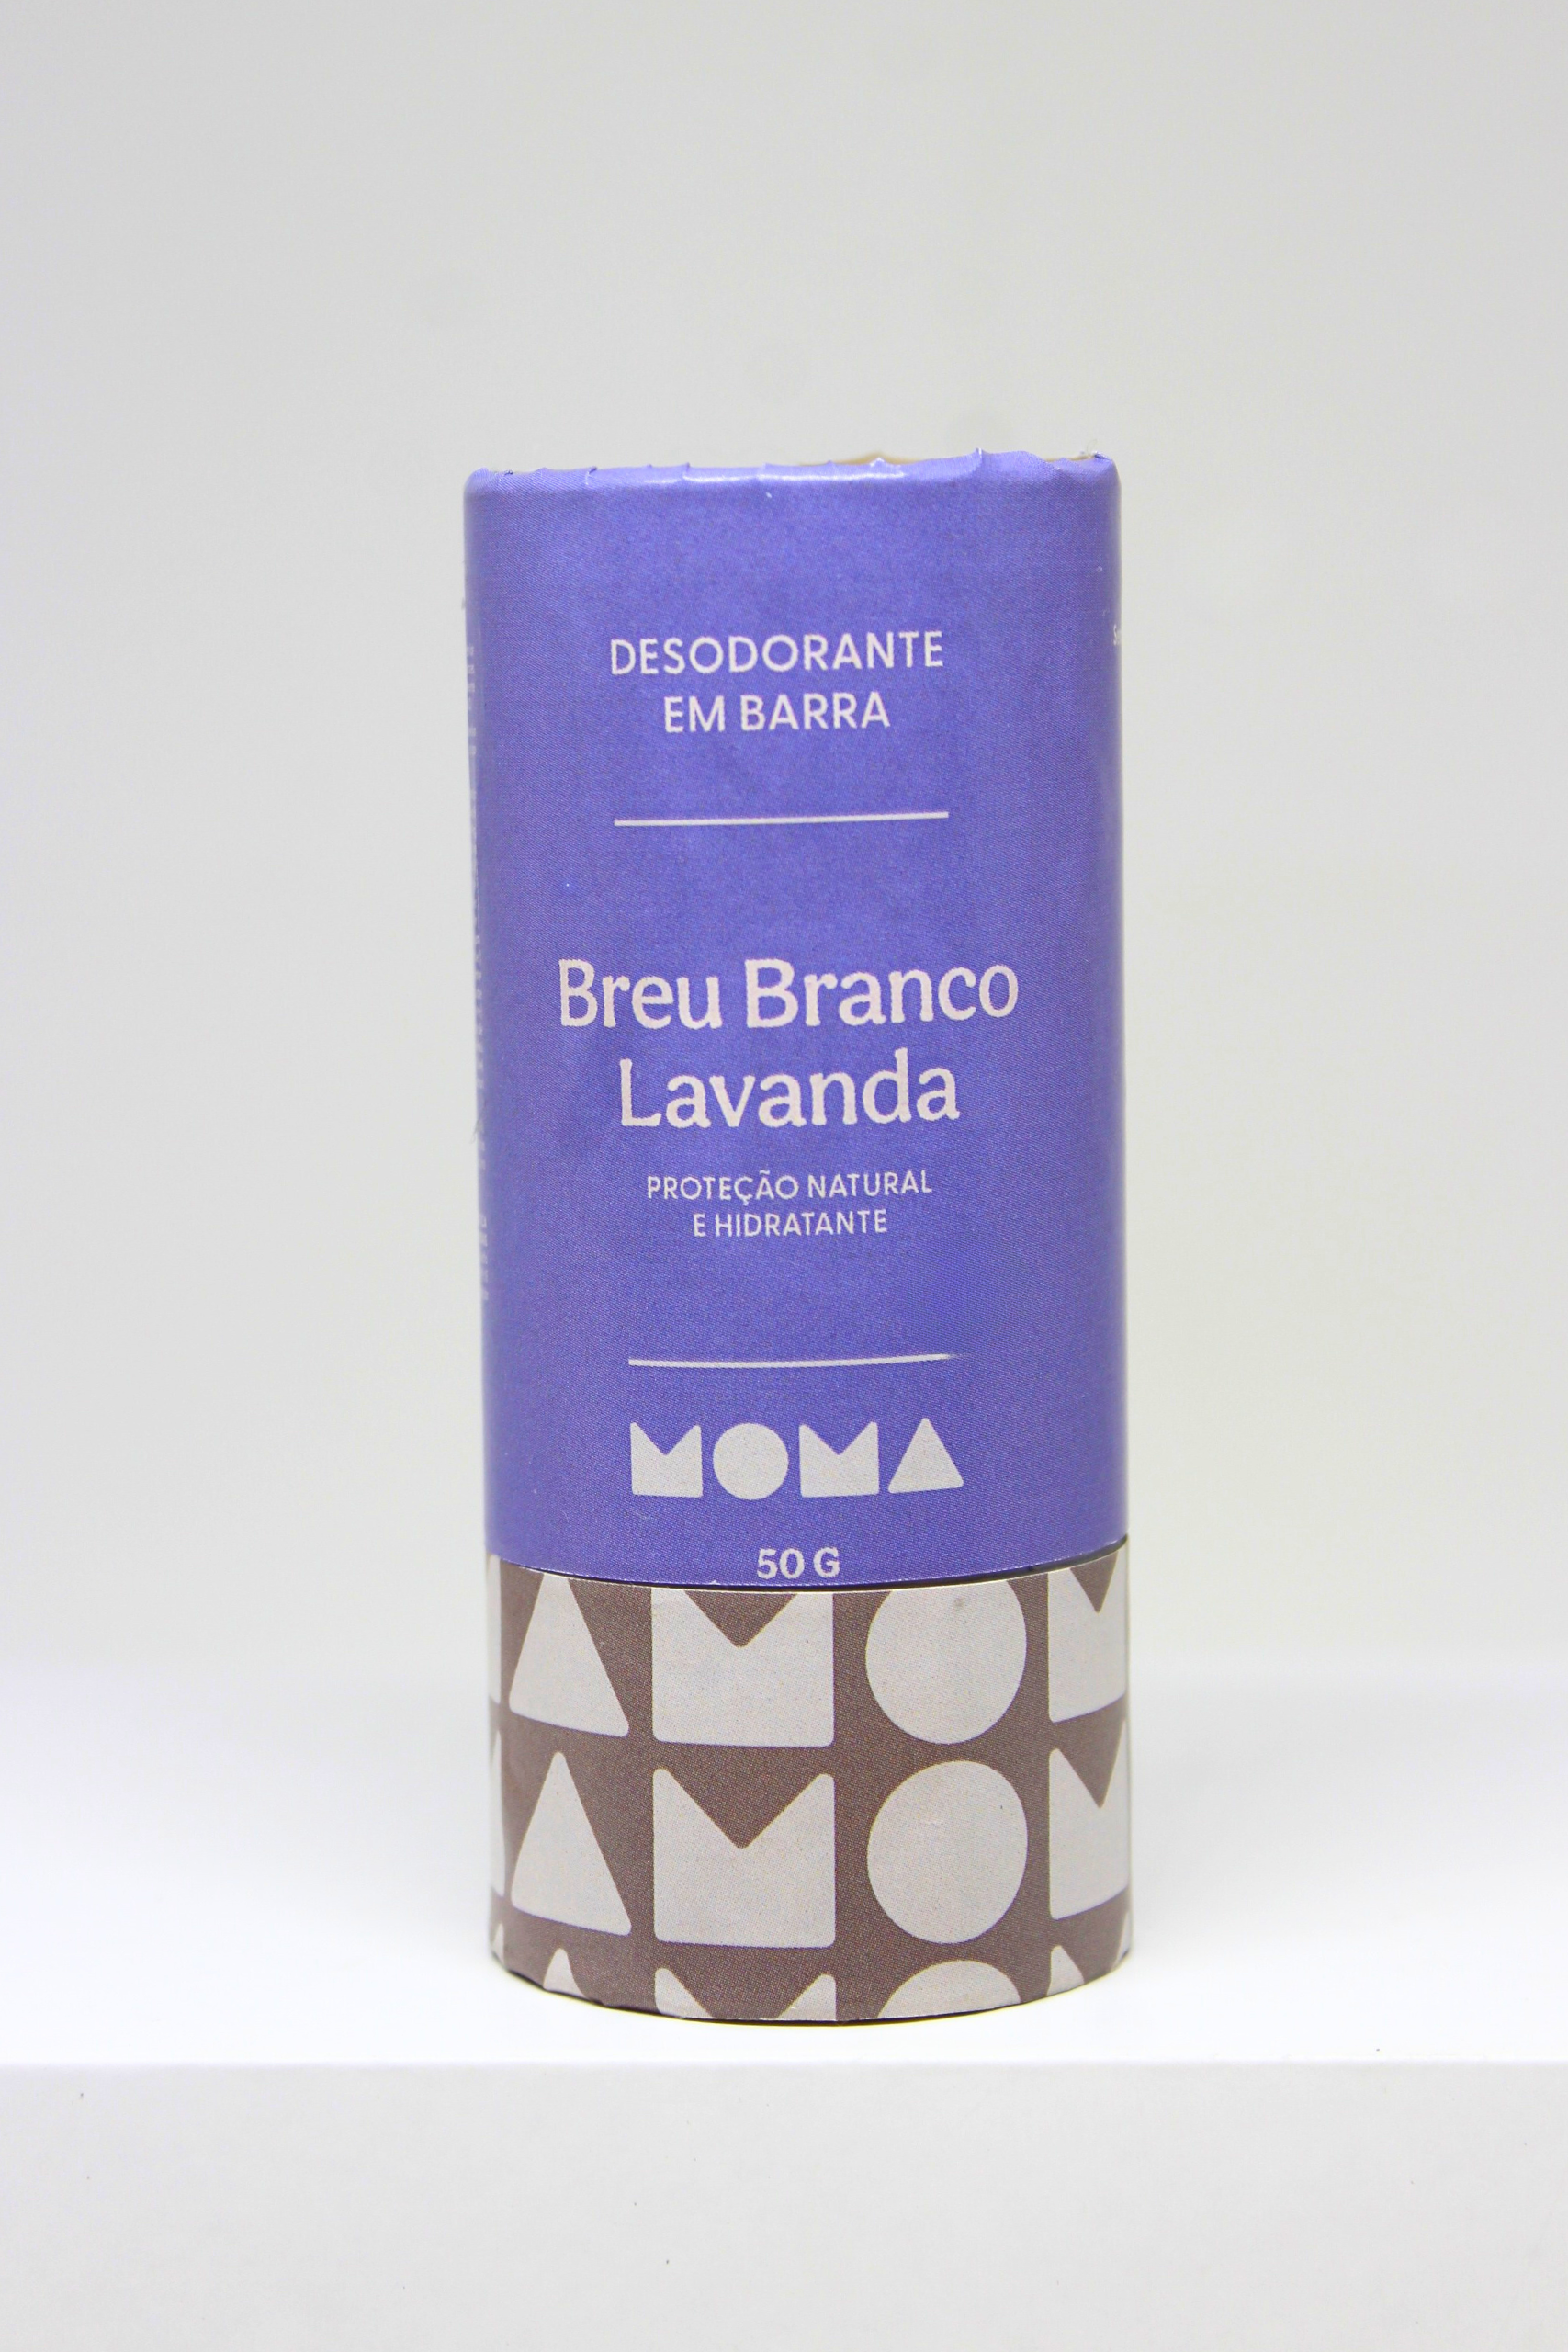 DESODORANTE
EM BARRA
Breu Branco
Lavanda
PROTEÇÃO NATURAL
E HIDRATANTE
MOMA
50 G